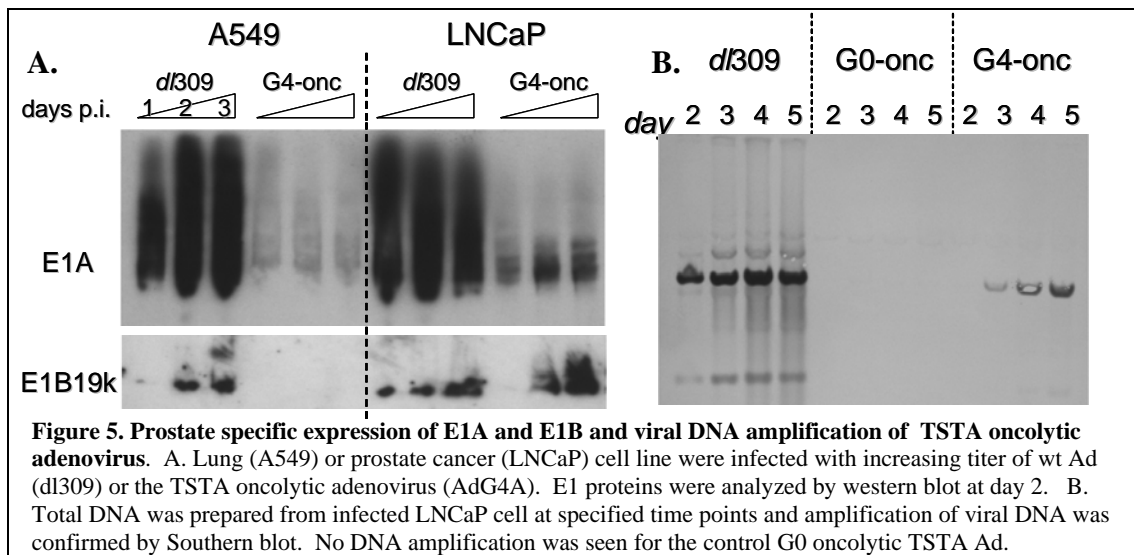 A549 LNCaP
A. dl309 G4-onc dl309 G4-onc
days p.i. 1 2 3
E1A
E1B19k
B. dl309 G0-onc G4-onc
day 2 3 4 5 2 3 4 5 2 3 4 5
Figure 5. Prostate specific expression of E1A and E1B and viral DNA amplification of TSTA oncolytic
adenovirus. A. Lung (A549) or prostate cancer (LNCaP) cell line were infected with increasing titer of wt Ad
(dl309) or the TSTA oncolytic adenovirus (AdG4A). E1 proteins were analyzed by western blot at day 2. B.
Total DNA was prepared from infected LNCaP cell at specified time points and amplification of viral DNA was
confirmed by Southern blot. No DNA amplification was seen for the control G0 oncolytic TSTA Ad.